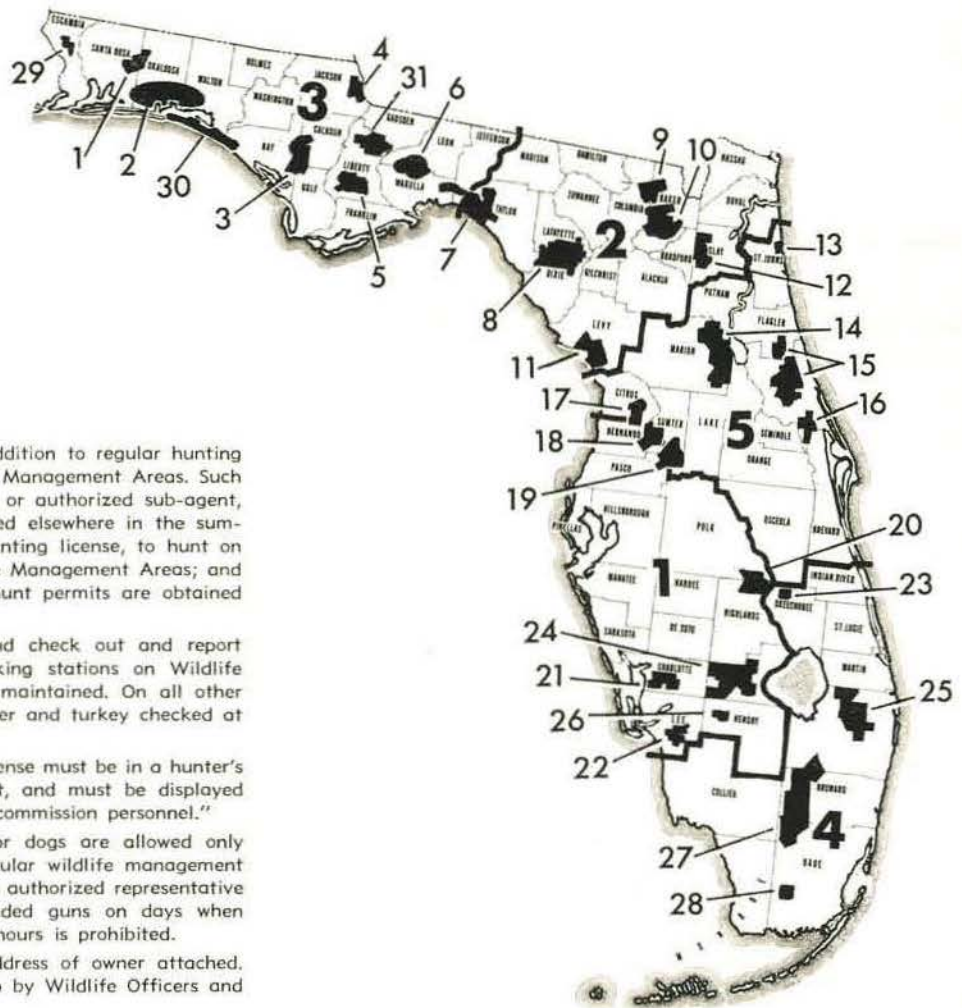 ESCAMBIA
SANTA ROSA
OKALOOSA
WALTON
HOLMES
WASHINGTON
JACKSON
BAY
CALHOUN
GULF
GADSDEN
LIBERTY
FRANKLIN
LEON
WAKULLA
JEFFERSON
MADISON
TAYLOR
HAMILTON
SUWANNEE
LAFAYETTE
DIXIE
COLUMBIA
BAKER
NASSAU
DUVAL
BRADFORD
CLAY
ST. JOHNS
GILCHRIST
ALACHUA
PUTNAM
LEVY
MARION
FLAGLER
CITRUS
SUMTER
LAKE
HERNANDO
SEMINOLE
ORANGE
PASCO
HILLSBOROUGH
PINELLAS
POLK
OSCEOLA
BREVARD
MANATEE
HARDEE
HIGHLANDS
INDIAN RIVER
OKEECHOBEE
ST. LUCIE
SARASOTA
DE SOTO
CHARLOTTE
MARTIN
LEE
HENDRY
COLLIER
BROWARD
DADE
29
1
2
30
3
3
4
31
6
5
7
8
2
9
10
13
12
11
14
15
16
17
18
19
5
20
1
23
24
21
26
22
25
27
4
28
ddition to regular hunting
Management Areas. Such
or authorized sub-agent,
ed elsewhere in the sum-
nting license, to hunt on
e Management Areas; and
unt permits are obtained
nd check out and report
king stations on Wildlife
maintained. On all other
er and turkey checked at
ense must be in a hunter's
t, and must be displayed
commission personnel."
or dogs are allowed only
ular wildlife management
authorized representative
ded guns on days when
hours is prohibited.
ddress of owner attached.
p by Wildlife Officers and